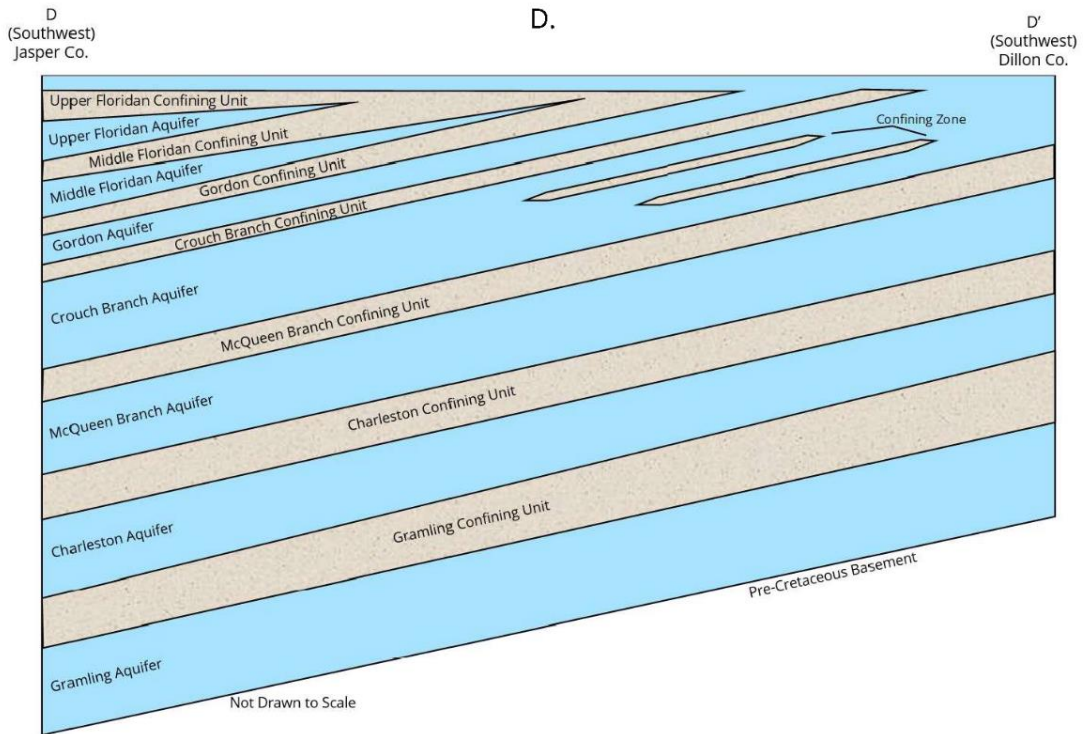 D
(Southwest)
Jasper Co.
D.
D'
(Southwest)
Dillon Co.
Upper Floridan Confining Unit
Upper Floridan Aquifer
Middle Floridan Confining Unit
Middle Floridan Aquifer
Gordon Confining Unit
Gordon Aquifer
Crouch Branch Confining Unit
Confining Zone
Crouch Branch Aquifer
McQueen Branch Confining Unit
McQueen Branch Aquifer
Charleston Confining Unit
Charleston Aquifer
Gramling Confining Unit
Gramling Aquifer
Pre-Cretaceous Basement
Not Drawn to Scale